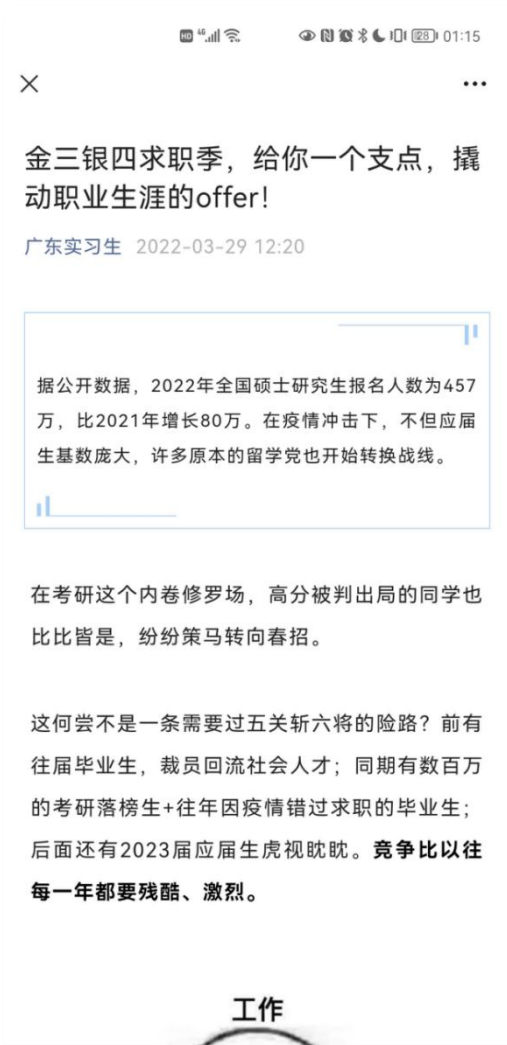 HD 4G 28 01:15
金三银四求职季，给你一个支点，撬
动职业生涯的offer！
广东实习生 2022-03-29 12:20
据公开数据，2022年全国硕士研究生报名人数为457
万，比2021年增长80万。在疫情冲击下，不但应届
生基数庞大，许多原本的留学党也开始转换战线。
在考研这个内卷修罗场，高分被判出局的同学也
比比皆是，纷纷策马转向春招。
这何尝不是一条需要过五关斩六将的险路？前有
往届毕业生，裁员回流社会人才；同期有数百万
的考研落榜生+往年因疫情错过求职的毕业生；
后面还有2023届应届生虎视眈眈。竞争比以往
每一年都要残酷、激烈。
工作